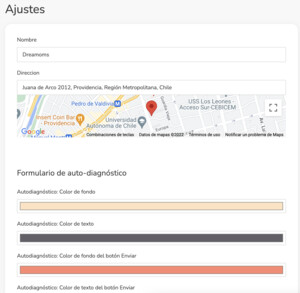 Ajustes
Nombre
Dreamoms
Direccion
Juana de Arco 2012, Providencia, Región Metropolitana, Chile
Pedro de Valdivia
USS Los Leones -
Acceso Sur-CEBRCEM
Insert Coin Bar
- Providencia
Universidad
Autónoma de Chile
Google
Combinaciones de teclas
Datos de mapas ©2022
Términos de uso
Notificar un problema de Maps
Formulario de auto-diagnóstico
Autodiagnóstico: Color de fondo
Autodiagnóstico: Color de texto
Autodiagnóstico: Color de fondo del botón Enviar
Autodiagnóstico: Color de texto del botón Enviar